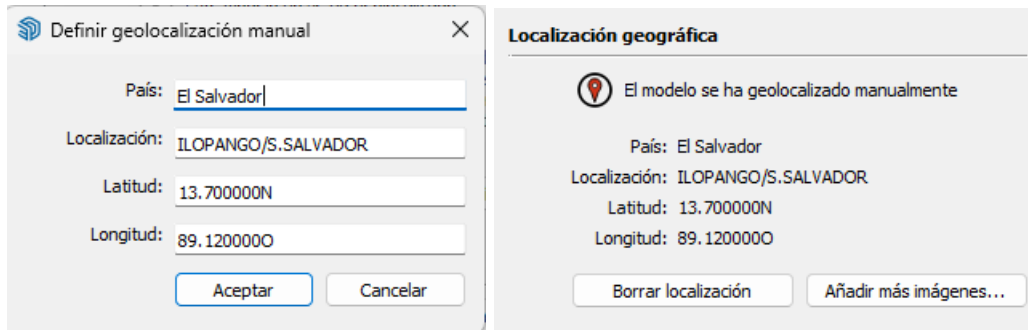 Definir geolocalización manual
País: El Salvador
Localización: ILOPANGO/S.SALVADOR
Latitud: 13.700000N
Longitud: 89.120000O
Aceptar Cancelar
Localización geográfica
El modelo se ha geolocalizado manualmente
País: El Salvador
Localización: ILOPANGO/S.SALVADOR
Latitud: 13.700000N
Longitud: 89.120000O
Borrar localización Añadir más imágenes...